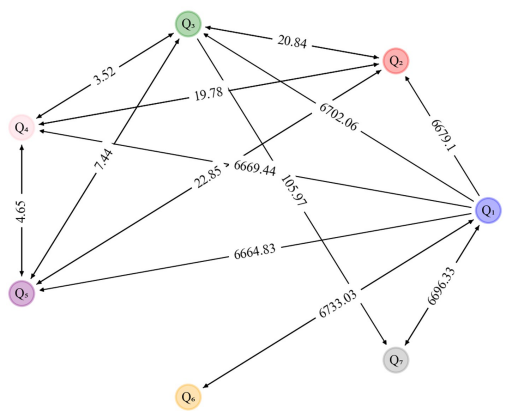 Q₃
20.84
Q₂
3.52
19.78
6702.06
6679.1
Q₄
7.44
22.85
6669.44
105.97
4.65
Q₁
6664.83
Q₅
6733.03
6696.33
Q₇
Q₆